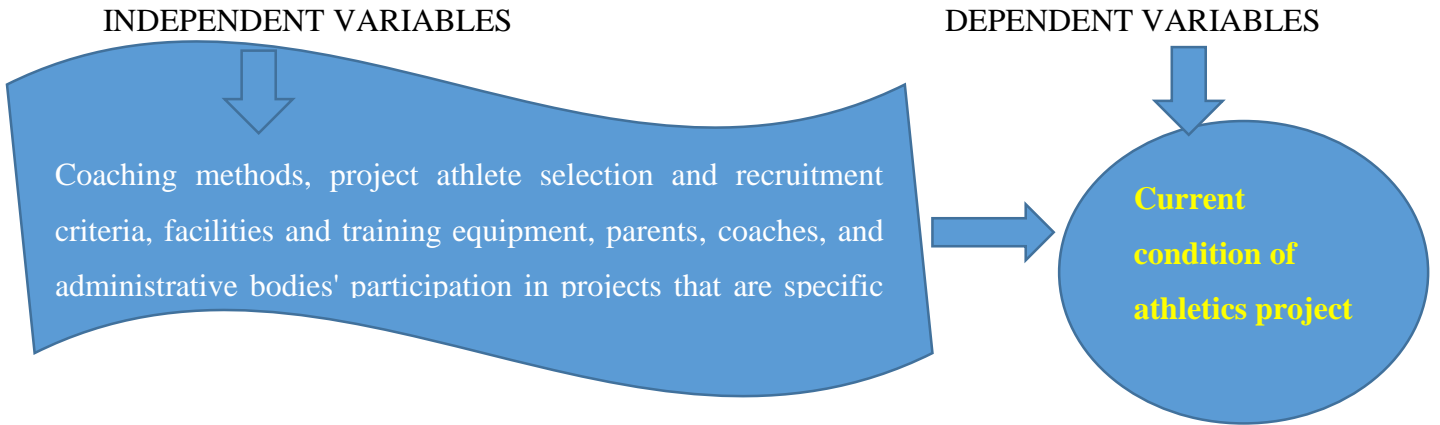 INDEPENDENT VARIABLES
DEPENDENT VARIABLES
Coaching methods, project athlete selection and recruitment
criteria, facilities and training equipment, parents, coaches, and
administrative bodies' participation in projects that are specific
Current
condition of
athletics project